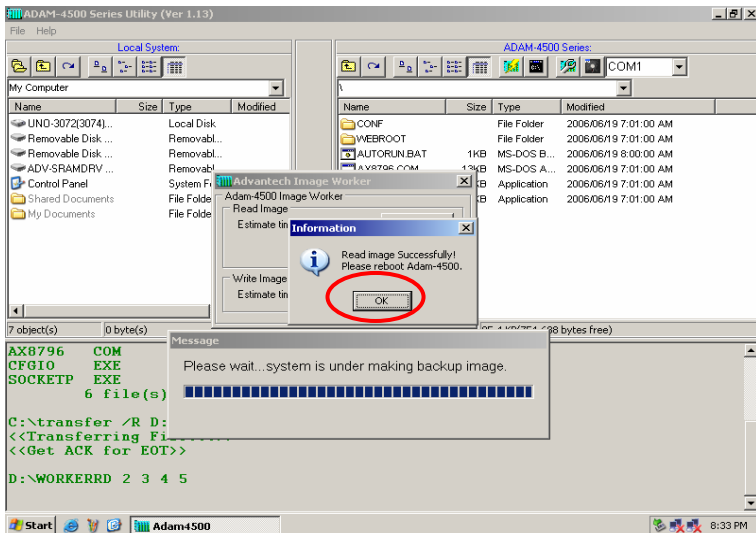 ADAM-4500 Series Utility (Ver 1.13)
File Help
Local System:
ADAM-4500 Series:
COM1
My Computer
\
Name Size Type Modified
UNO-3072(3074)... Local Disk
Removable Disk ... Removabl...
Removable Disk ... Removabl...
ADV-SRAMDRV ... Removabl
Control Panel System F
Shared Documents File Folde
My Documents File Folde
Name Size Type Modified
CONF File Folder 2006/06/19 7:01:00 AM
WEBROOT File Folder 2006/06/19 7:01:00 AM
AUTORUN.BAT 1KB MS-DOS B... 2006/06/19 8:00:00 AM
AX8796.COM 13KB MS-DOS A... 2006/06/19 7:01:00 AM
KB Application 2006/06/19 7:01:00 AM
KB Application 2006/06/19 7:01:00 AM
Advantech Image Worker
Adam-4500 Image Worker
Read Image
Estimate tin
Write Image
Estimate tin
Information
Read image Successfully!
Please reboot Adam-4500.
OK
7 object(s) 0 byte(s)
bytes free)
Message
Please wait...system is under making backup image.
AX8796 COM
CFGIO EXE
SOCKETP EXE
6 file(s)
C:\transfer /R D:
<<Transferring Fi
<<Get ACK for EOT>>
D:\WORKERRD 2 3 4 5
Start Adam4500 8:33 PM